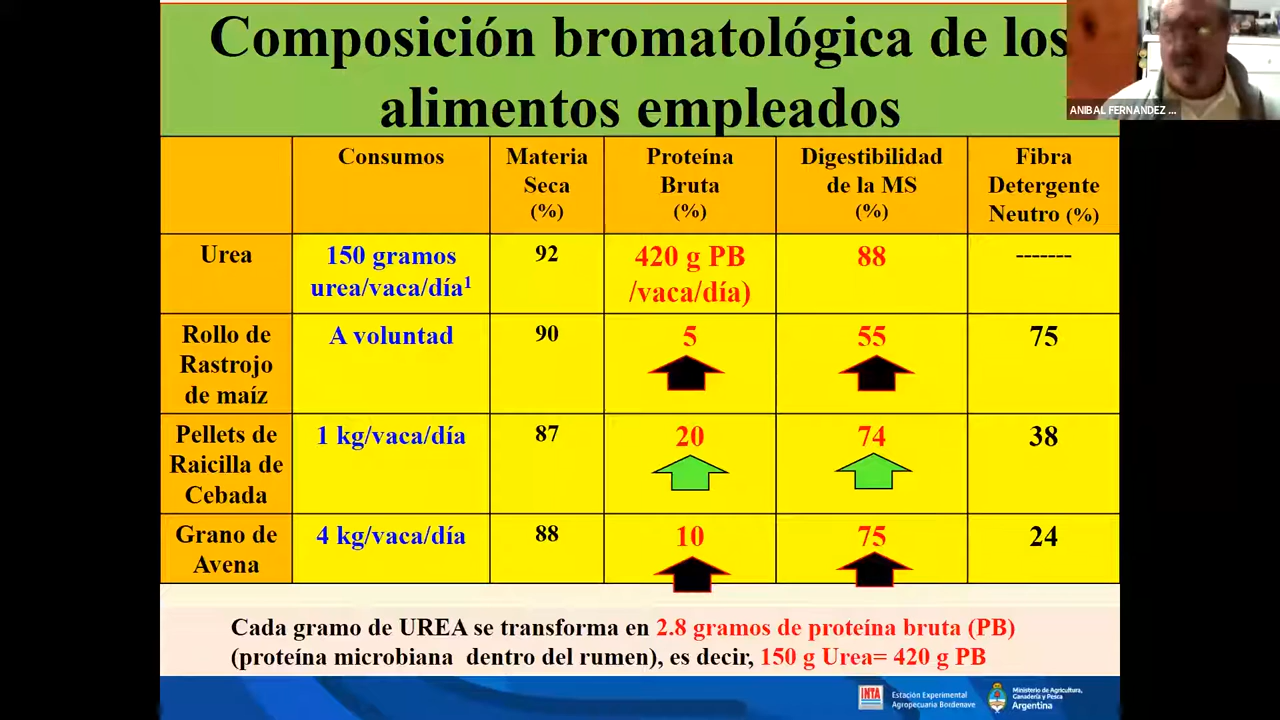 Composición bromatológica de los
alimentos empleados
ANIBAL FERNANDEZ ...
Consumos
Materia
Seca
(%)
Proteína
Bruta
(%)
Digestibilidad
de la MS
(%)
Fibra
Detergente
Neutro (%)
Urea
150 gramos
urea/vaca/día¹
92
420 g PB
/vaca/día)
88
-------
Rollo de
Rastrojo
de maíz
A voluntad
90
5
55
75
Pellets de
Raicilla de
Cebada
1 kg/vaca/día
87
20
74
38
Grano de
Avena
4 kg/vaca/día
88
10
75
24
Cada gramo de UREA se transforma en 2.8 gramos de proteína bruta (PB)
(proteína microbiana dentro del rumen), es decir, 150 g Urea= 420 g PB
INTA
Estación Experimental
Agropecuaria Bordenave
Ministerio de Agricultura,
Ganadería y Pesca
Argentina